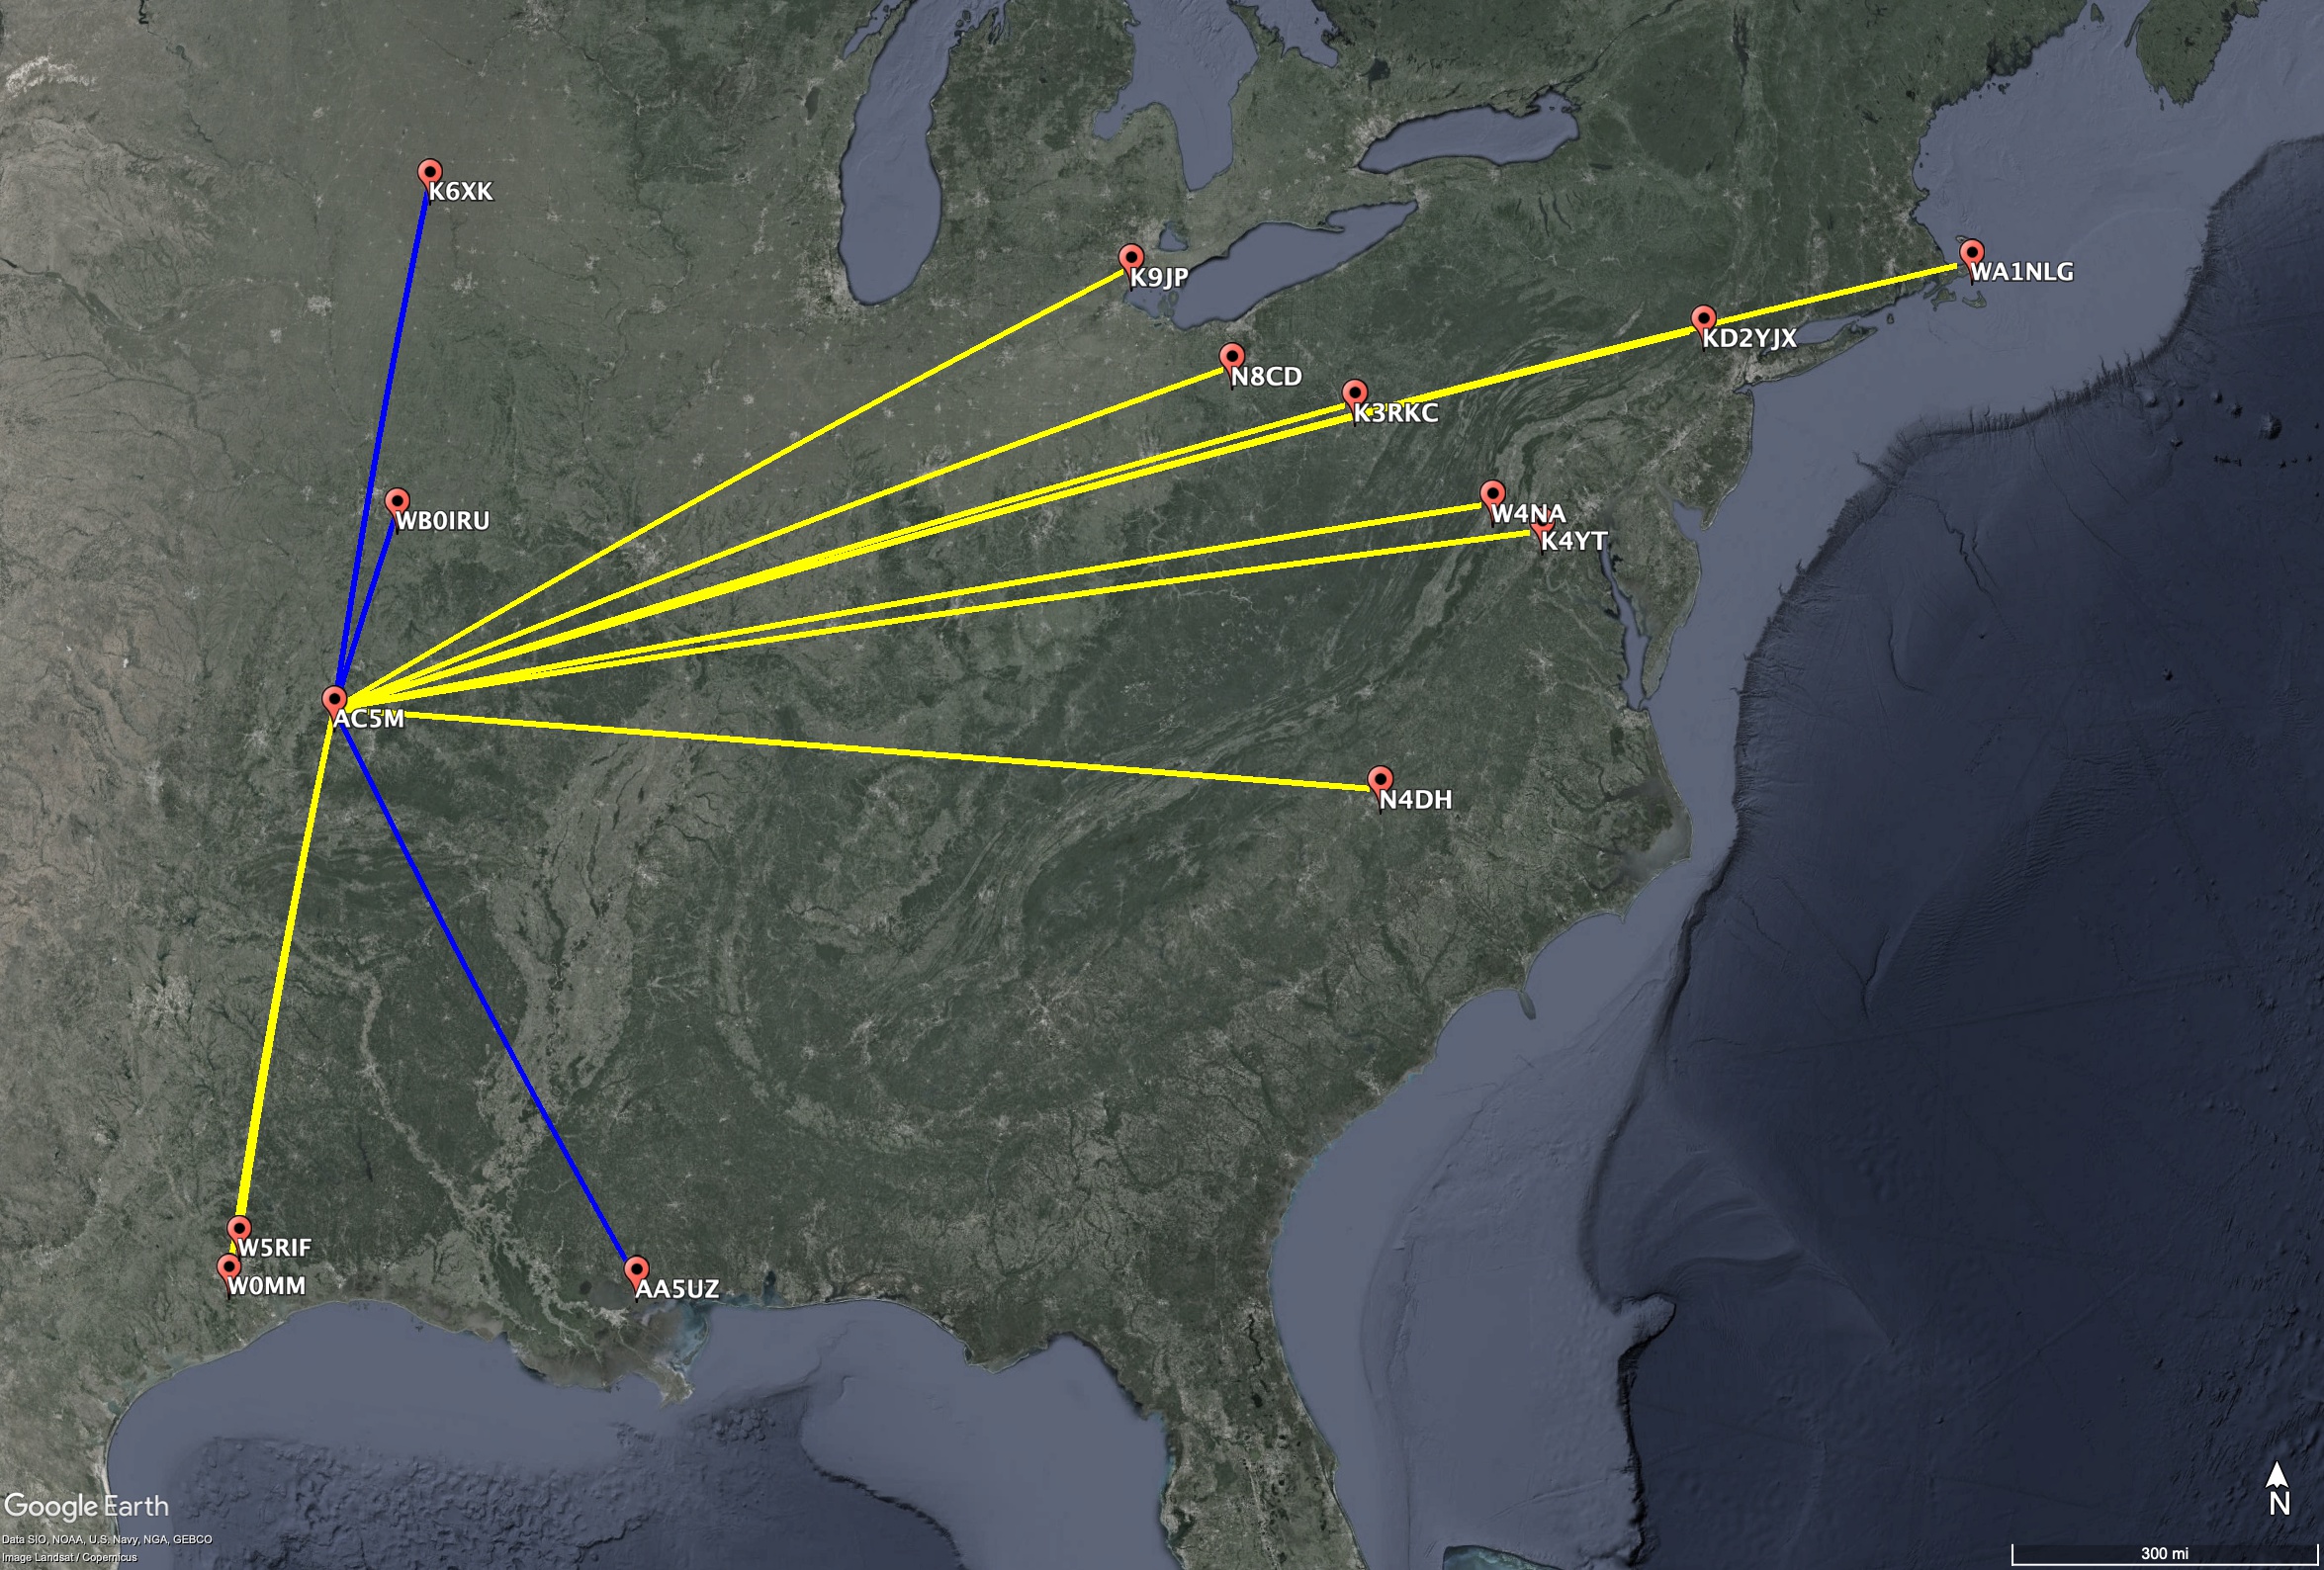 K6XK
K9JP
WA1NLG
KD2YJX
N8CD
K3RKC
WB0IRU
W4NA
K4YT
AC5M
N4DH
W5RIF
W0MM
AA5UZ
Google Earth
N
Data SIO, NOAA, U.S. Navy, NGA, GEBCO
Image Landsat / Copernicus
300 mi